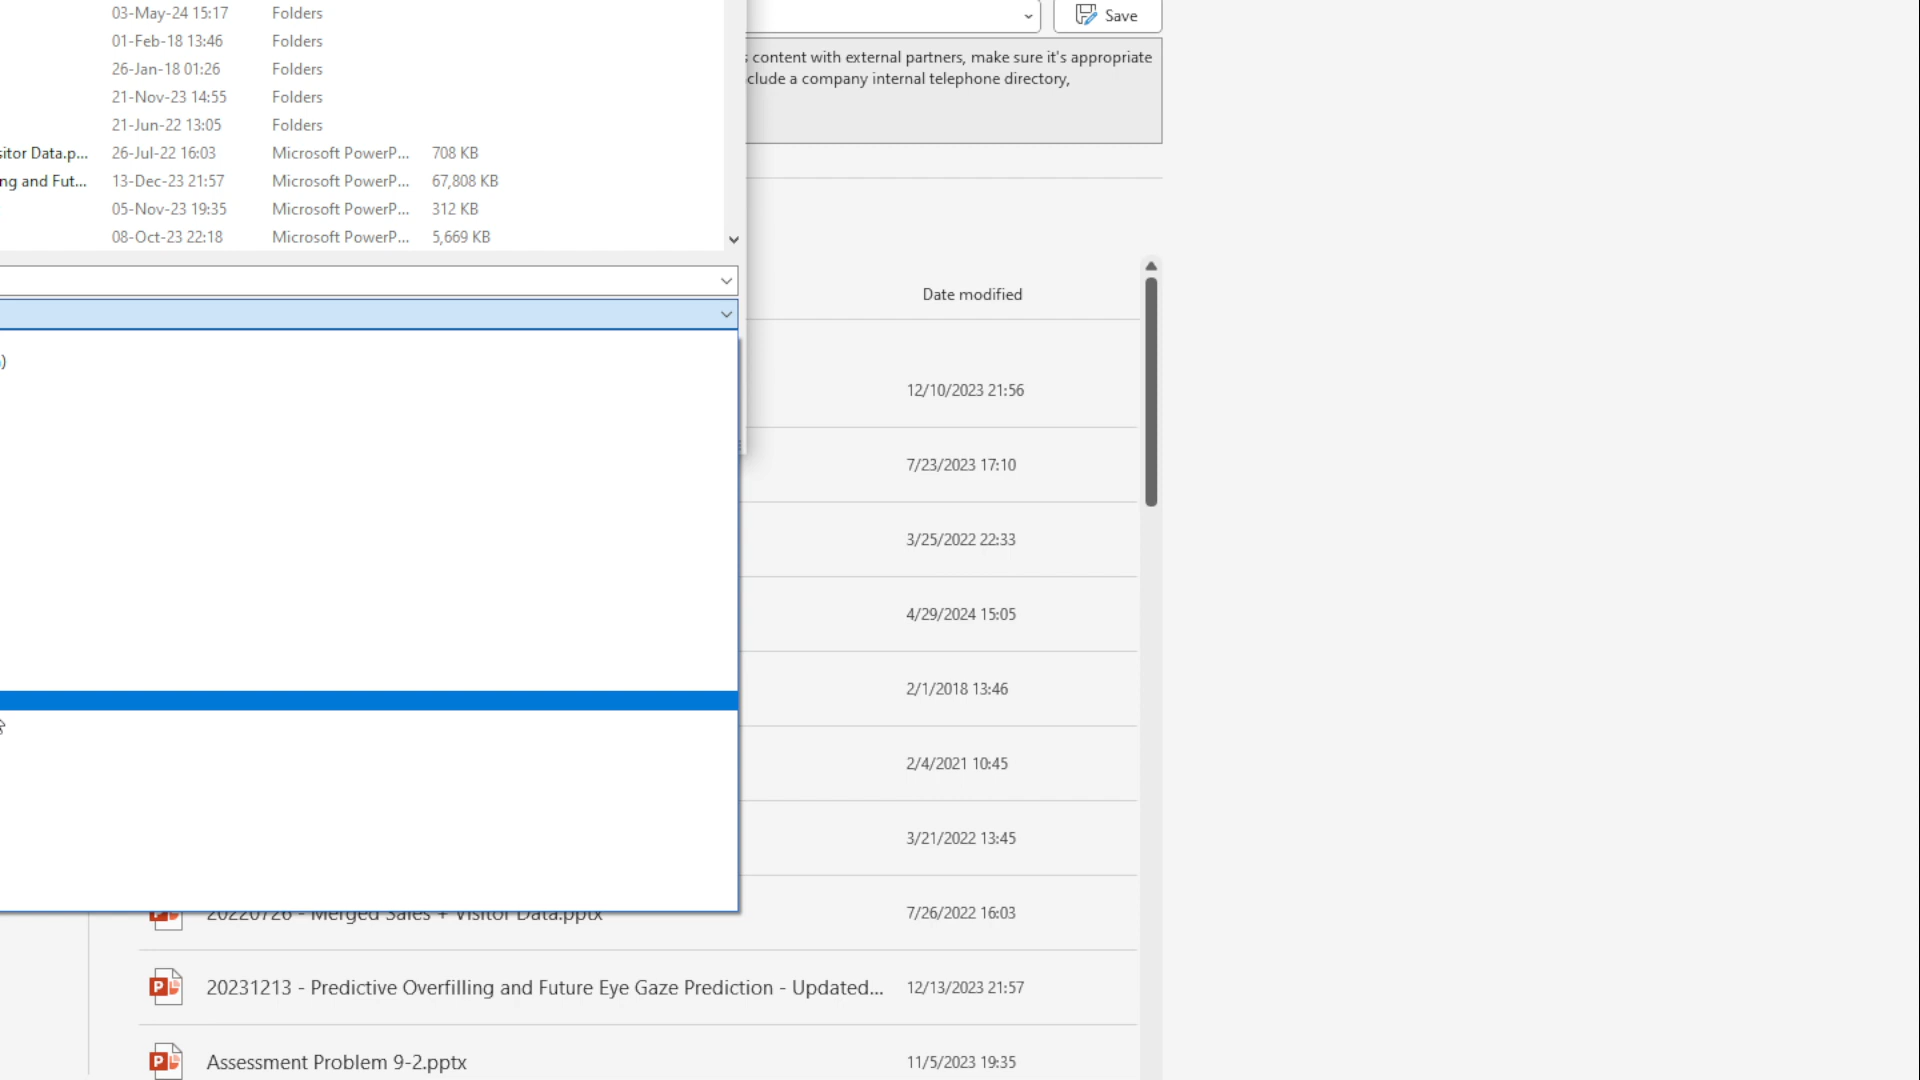 03-May-24 15:17 Folders
Save
01-Feb-18 13:46 Folders
content with external partners, make sure it's appropriate
26-Jan-18 01:26 Folders
clude a company internal telephone directory,
21-Nov-23 14:55 Folders
21-Jun-22 13:05 Folders
sitor Data.p... 26-Jul-22 16:03 Microsoft PowerP... 708 KB
ng and Fut... 13-Dec-23 21:57 Microsoft PowerP... 67,808 KB
05-Nov-23 19:35 Microsoft PowerP... 312 KB
08-Oct-23 22:18 Microsoft PowerP... 5,669 KB
Date modified
)
12/10/2023 21:56
7/23/2023 17:10
3/25/2022 22:33
4/29/2024 15:05
2/1/2018 13:46
2/4/2021 10:45
3/21/2022 13:45
20220726 - Merged Sales + Visitor Data.pptx 7/26/2022 16:03
20231213 - Predictive Overfilling and Future Eye Gaze Prediction - Updated... 12/13/2023 21:57
Assessment Problem 9-2.pptx 11/5/2023 19:35